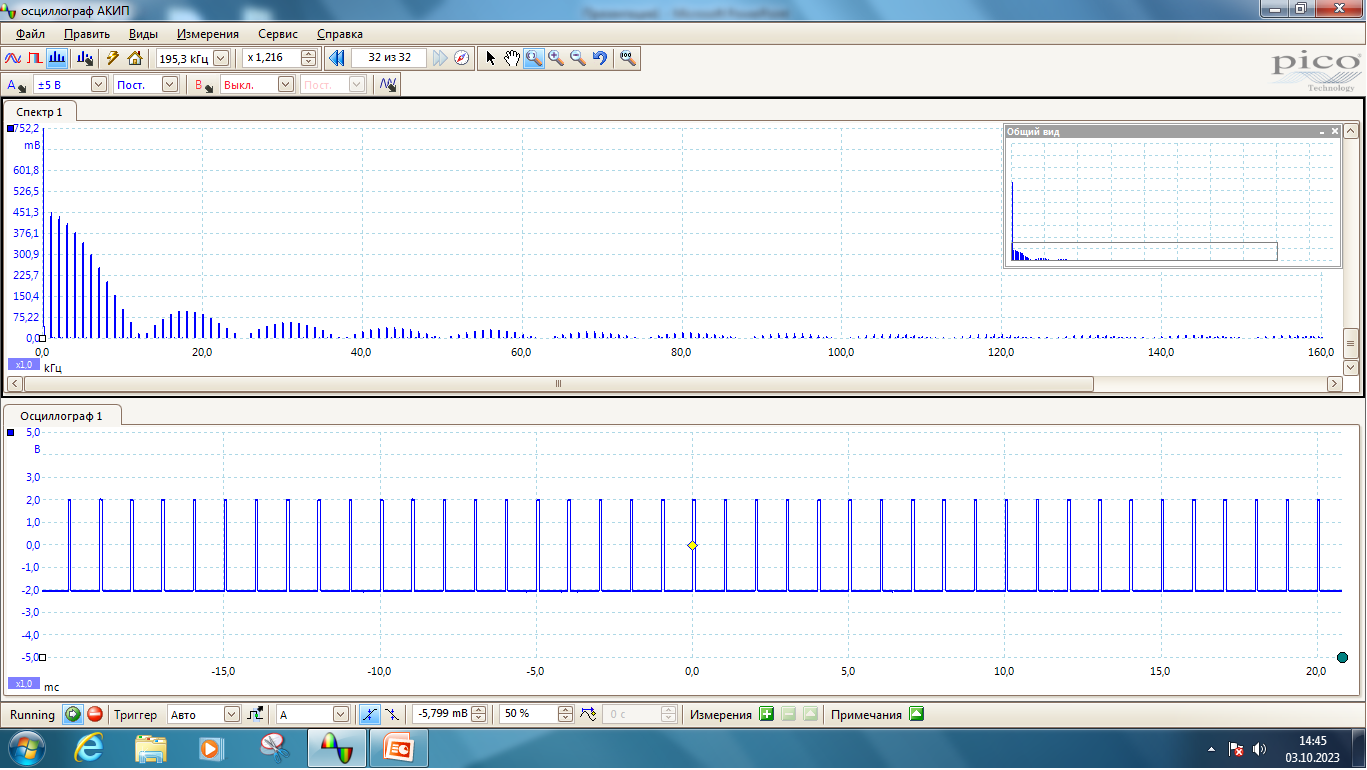 осциллограф АКИП
Файл Править Виды Измерения Сервис Справка
195,3 кГц x 1,216 32 из 32
pico
Technology
A ±5 В Пост. B Выкл. Пост.
Спектр 1
752,2
mВ
601,8
526,5
451,3
376,1
300,9
225,7
150,4
75,22
0,0
0,0 20,0 40,0 60,0 80,0 100,0 120,0 140,0 160,0
x1,0
кГц
Общий вид
Осциллограф 1
5,0
В
3,0
2,0
1,0
0,0
-1,0
-2,0
-3,0
-4,0
-5,0
-15,0 -10,0 -5,0 0,0 5,0 10,0 15,0 20,0
x1,0
mc
Running Триггер Авто A -5,799 mВ 50 % 0 с Измерения Примечания
14:45
03.10.2023